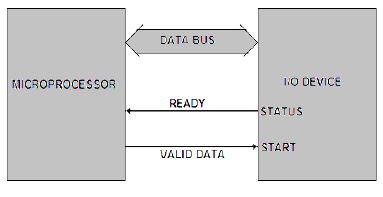 DATA BUS
MICROPROCESSOR
I/O DEVICE
READY
STATUS
VALID DATA
START